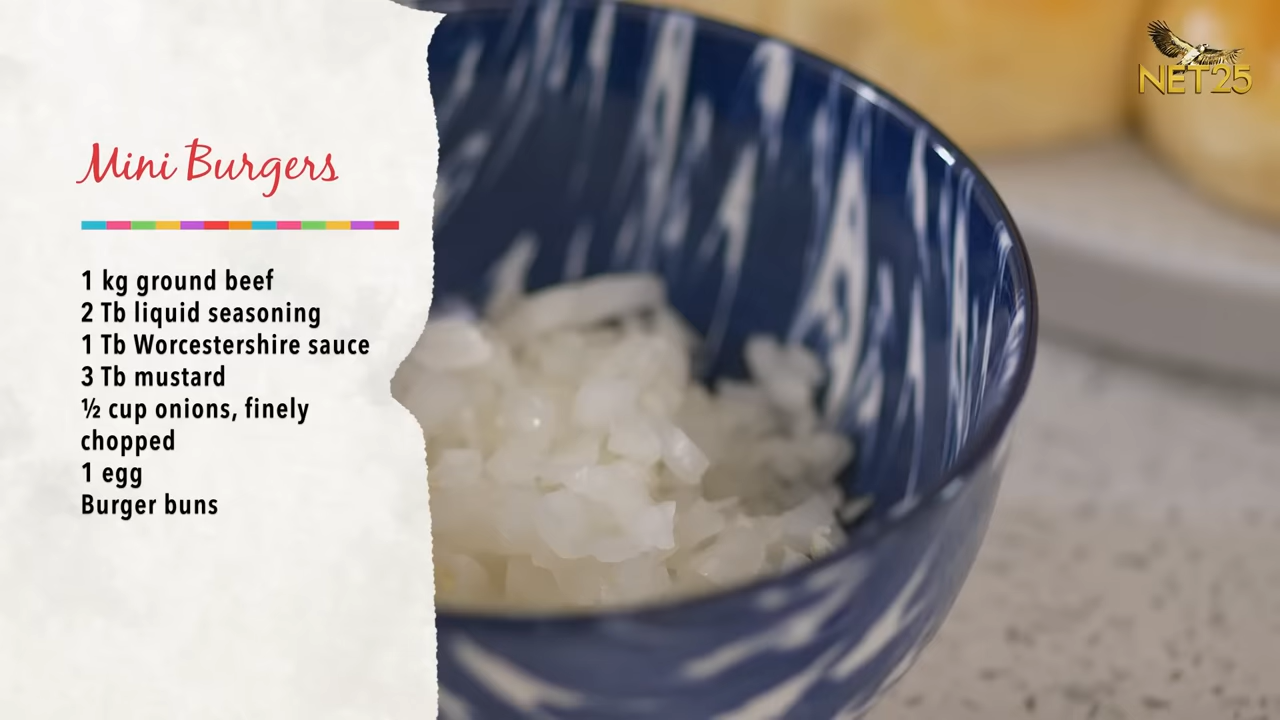 Mini Burgers
1 kg ground beef
2 Tb liquid seasoning
1 Tb Worcestershire sauce
3 Tb mustard
½ cup onions, finely
chopped
1 egg
Burger buns
NET25